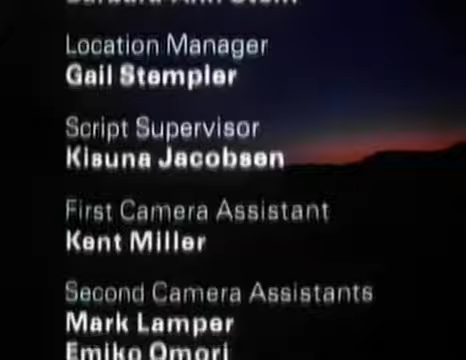 Location Manager
Gail Stempler
Script Supervisor
Kisuna Jacobsen
First Camera Assistant
Kent Miller
Second Camera Assistants
Mark Lamper
Emiko Omori